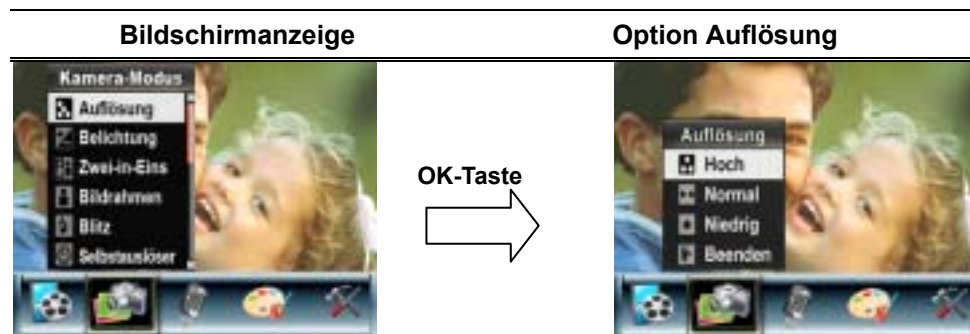 Bildschirmanzeige
Option Auflösung
Kamera-Modus
Auflösung
Belichtung
Zwei-in-Eins
Bildrahmen
Blitz
Selbstauslöser
OK-Taste
Auflösung
Hoch
Normal
Niedrig
Beenden